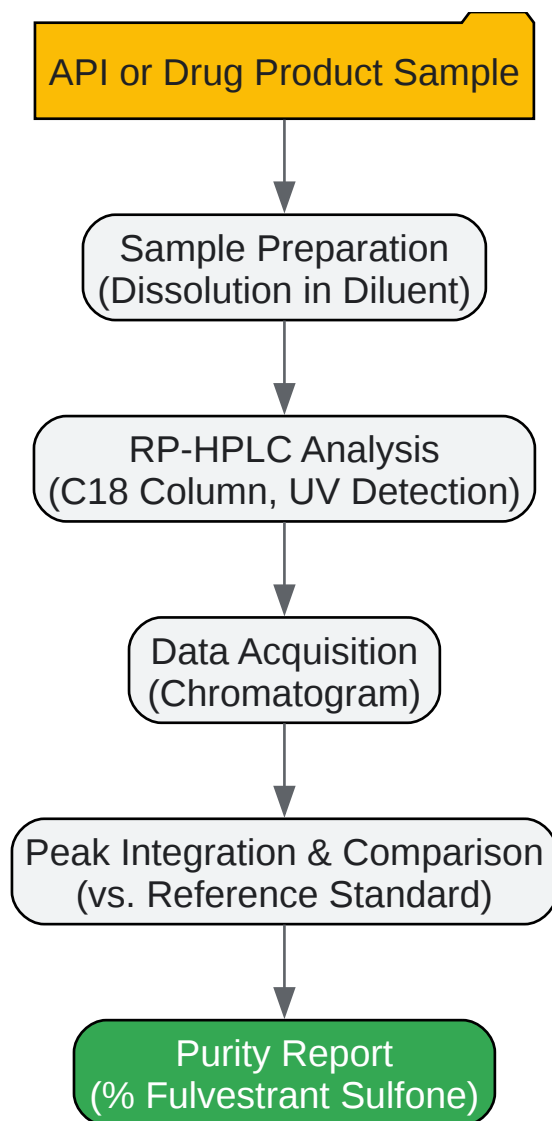 API or Drug Product Sample
Sample Preparation
(Dissolution in Diluent)
RP-HPLC Analysis
(C18 Column, UV Detection)
Data Acquisition
(Chromatogram)
Peak Integration & Comparison
(vs. Reference Standard)
Purity Report
(% Fulvestrant Sulfone)